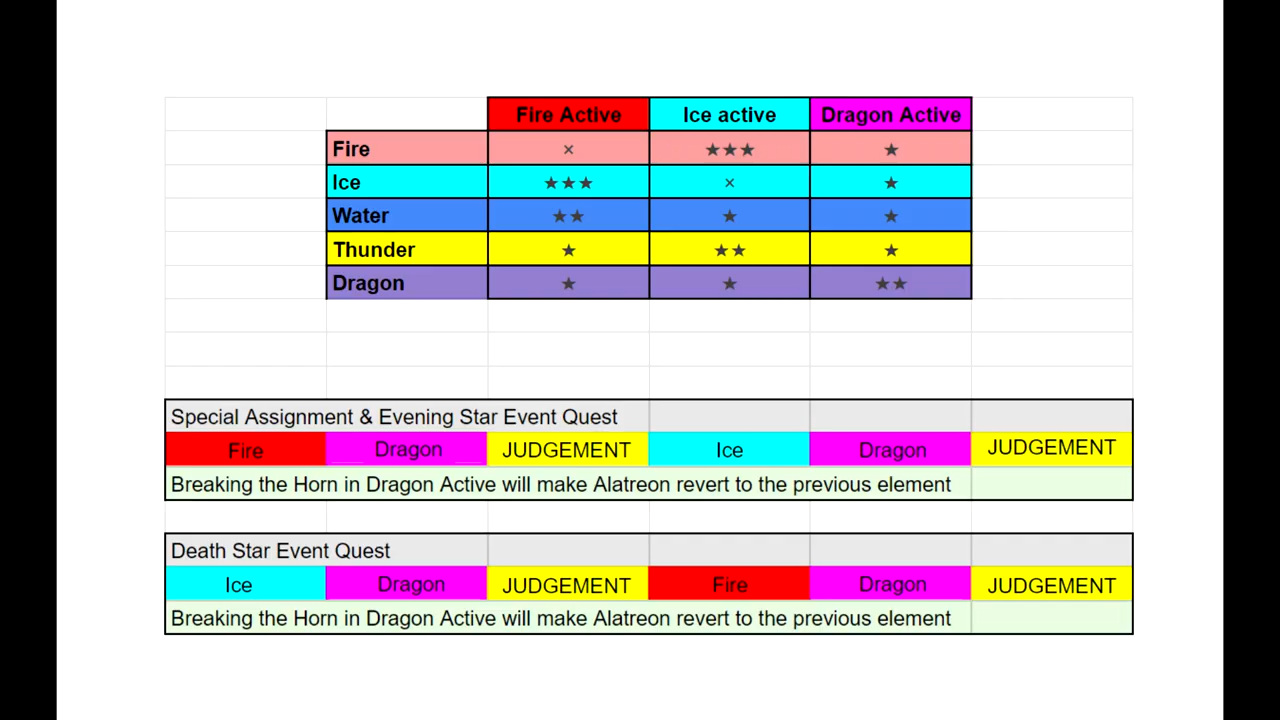 Fire Active Ice active Dragon Active
Fire × ★★★ ★
Ice ★★★ × ★
Water ★★ ★ ★
Thunder ★ ★★ ★
Dragon ★ ★ ★★
Special Assignment & Evening Star Event Quest
Fire Dragon JUDGEMENT Ice Dragon JUDGEMENT
Breaking the Horn in Dragon Active will make Alatreon revert to the previous element
Death Star Event Quest
Ice Dragon JUDGEMENT Fire Dragon JUDGEMENT
Breaking the Horn in Dragon Active will make Alatreon revert to the previous element